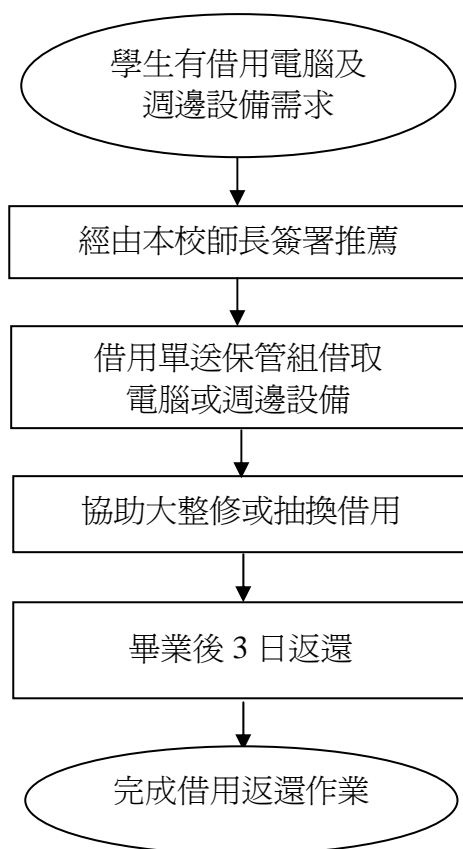 學生有借用電腦及
週邊設備需求
經由本校師長簽署推薦
借用單送保管組借取
電腦或週邊設備
協助大整修或抽換借用
畢業後 3 日返還
完成借用返還作業